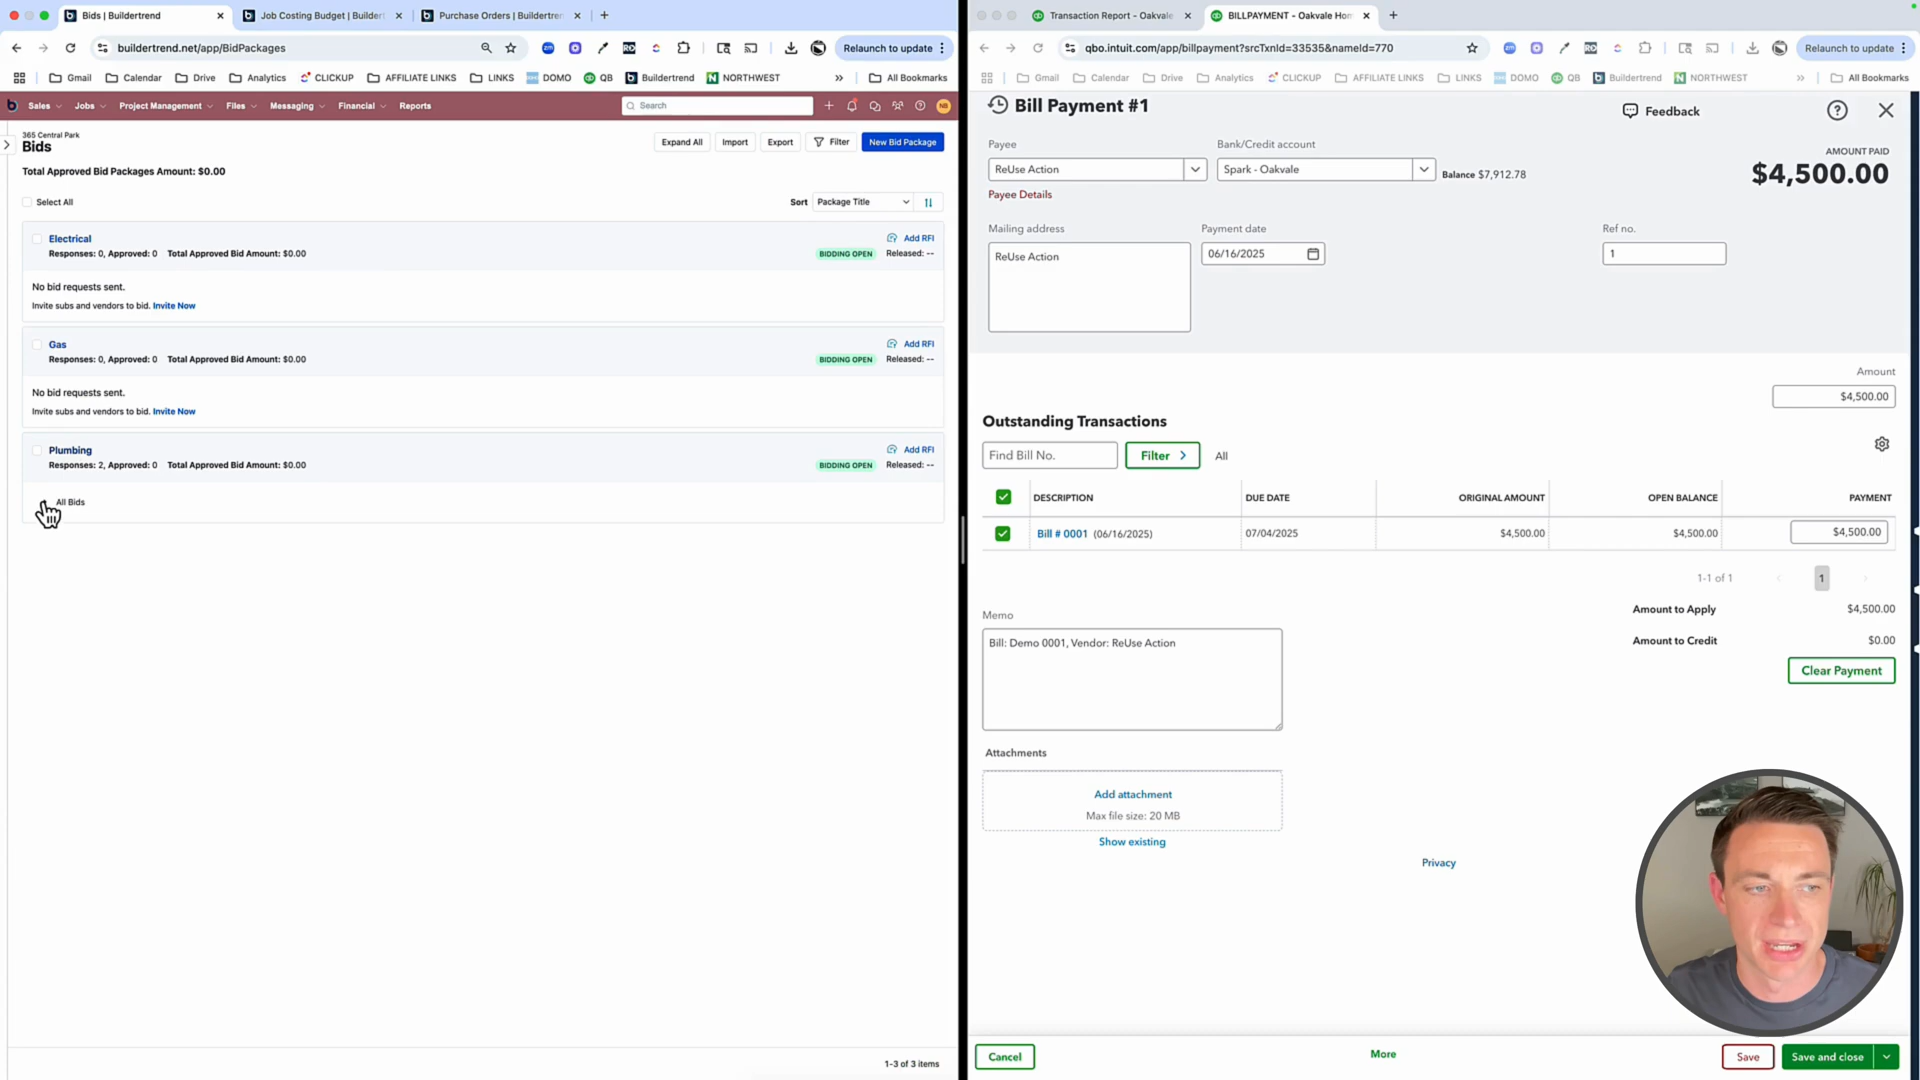 Bids | Buildertrend
Job Costing Budget | Builder
Purchase Orders | Buildertren
buildertrend.net/app/BidPackages
Relaunch to update
Gmail
Calendar
Drive
Analytics
CLICKUP
AFFILIATE LINKS
LINKS
DOMO
QB
Buildertrend
NORTHWEST
All Bookmarks
Sales
Jobs
Project Management
Files
Messaging
Financial
Reports
Search
NB
365 Central Park
Bids
Expand All
Import
Export
Filter
New Bid Package
Total Approved Bid Packages Amount: $0.00
Select All
Sort
Package Title
Electrical
Add RFI
Responses: 0, Approved: 0 Total Approved Bid Amount: $0.00
BIDDING OPEN
Released: --
No bid requests sent.
Invite subs and vendors to bid. Invite Now
Gas
Add RFI
Responses: 0, Approved: 0 Total Approved Bid Amount: $0.00
BIDDING OPEN
Released: --
No bid requests sent.
Invite subs and vendors to bid. Invite Now
Plumbing
Add RFI
Responses: 2, Approved: 0 Total Approved Bid Amount: $0.00
BIDDING OPEN
Released: --
All Bids
1-3 of 3 items
Transaction Report - Oakvale
BILLPAYMENT - Oakvale Hom
qbo.intuit.com/app/billpayment?srcTxnId=33535&nameId=770
Relaunch to update
Gmail
Calendar
Drive
Analytics
CLICKUP
AFFILIATE LINKS
LINKS
DOMO
QB
Buildertrend
NORTHWEST
All Bookmarks
Bill Payment #1
Feedback
Payee
Bank/Credit account
AMOUNT PAID
ReUse Action
Spark - Oakvale
Balance $7,912.78
$4,500.00
Payee Details
Mailing address
Payment date
Ref no.
ReUse Action
06/16/2025
1
Amount
$4,500.00
Outstanding Transactions
Find Bill No.
Filter
All
DESCRIPTION
DUE DATE
ORIGINAL AMOUNT
OPEN BALANCE
PAYMENT
Bill # 0001 (06/16/2025)
07/04/2025
$4,500.00
$4,500.00
$4,500.00
1-1 of 1
1
Amount to Apply
$4,500.00
Memo
Amount to Credit
$0.00
Bill: Demo 0001, Vendor: ReUse Action
Clear Payment
Attachments
Add attachment
Max file size: 20 MB
Show existing
Privacy
Cancel
More
Save
Save and close